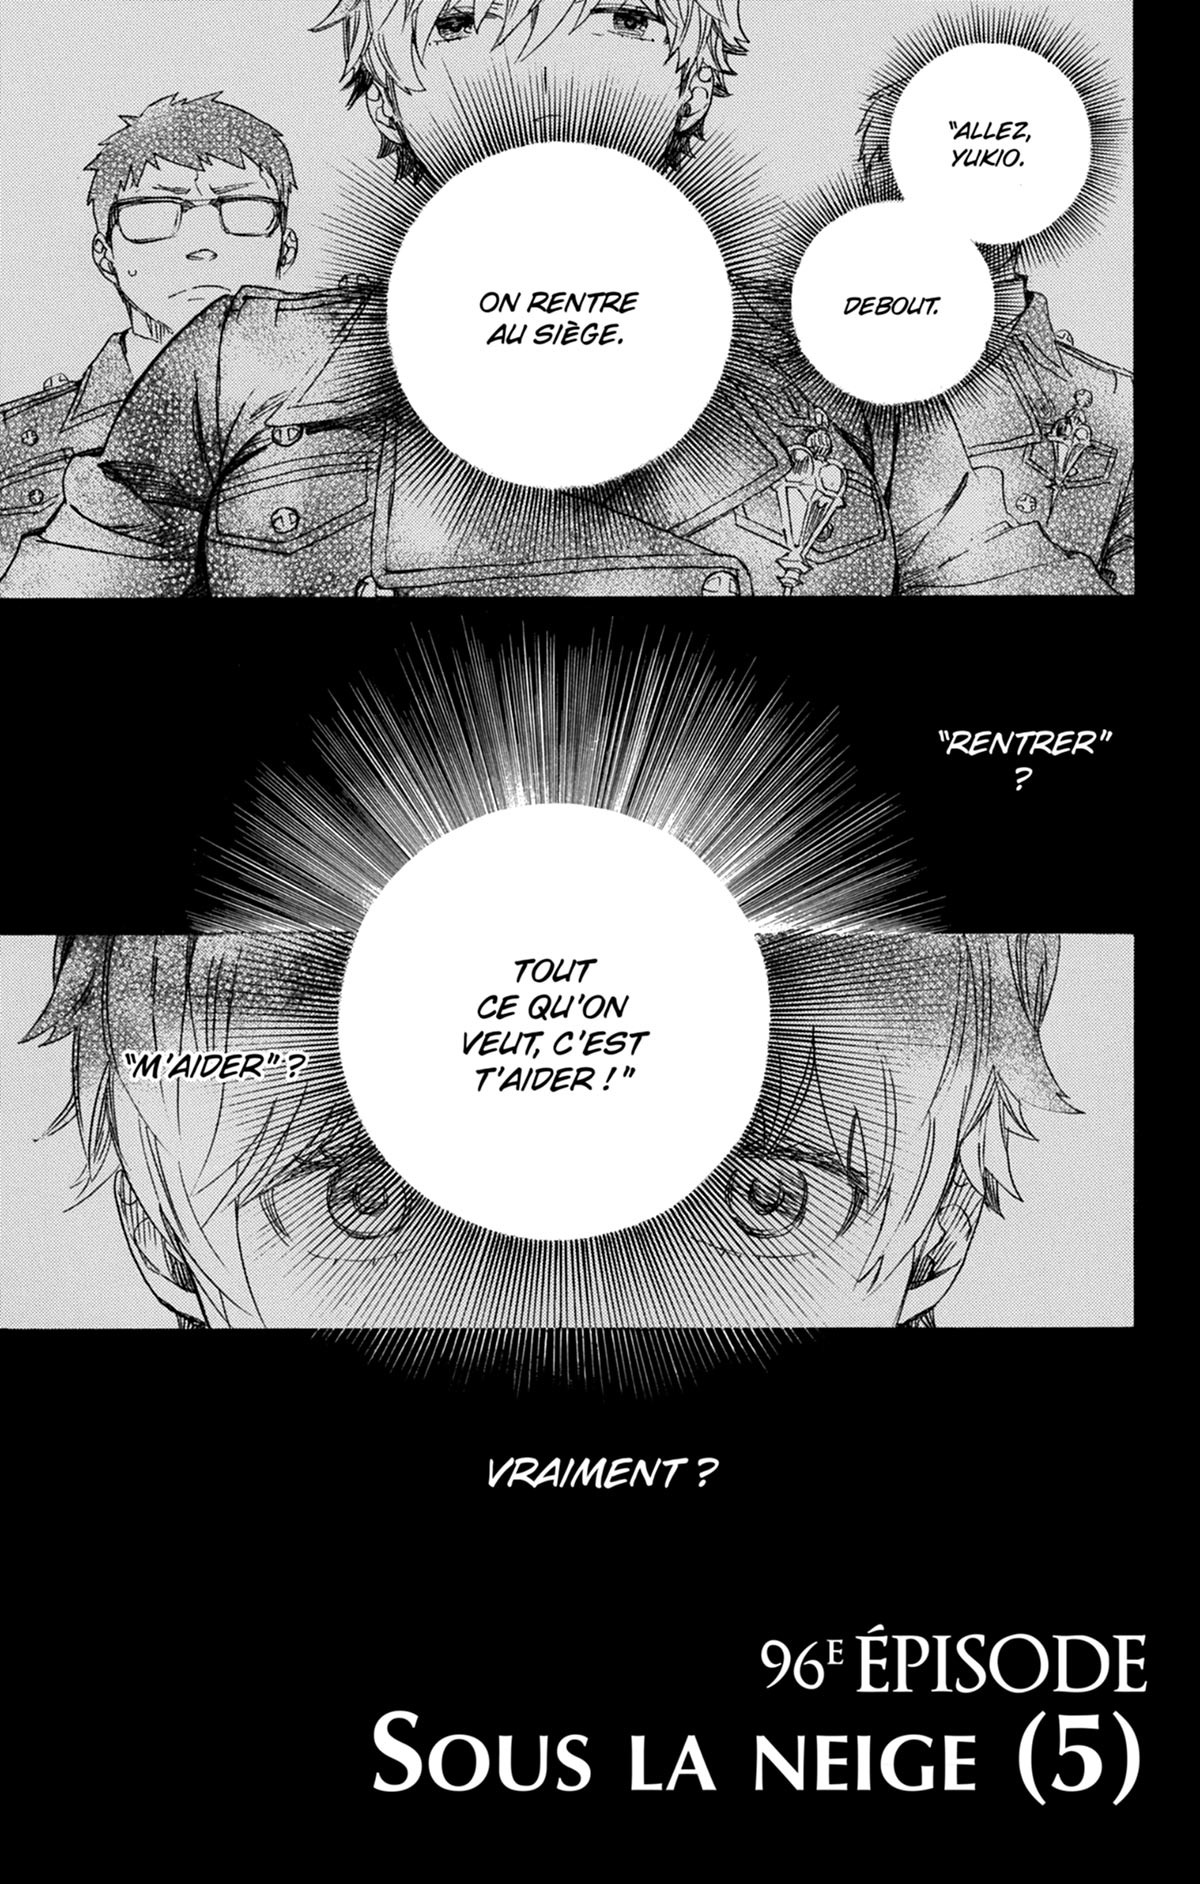 "ALLEZ,
YUKIO.
DEBOUT.
ON RENTRE
AU SIÈGE.
"RENTRER"
?
TOUT
CE QU'ON
VEUT, C'EST
T'AIDER !"
"M'AIDER" ?
VRAIMENT ?
96E ÉPISODE
SOUS LA NEIGE (5)